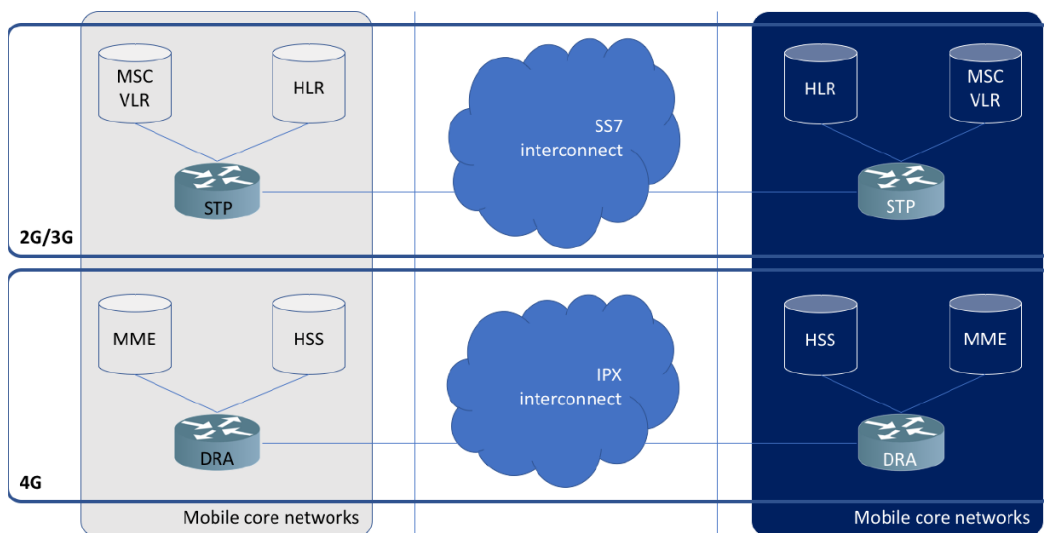 MSC
VLR
HLR
SS7
interconnect
HLR
MSC
VLR
STP
STP
2G/3G
MME
HSS
IPX
interconnect
HSS
MME
DRA
DRA
4G
Mobile core networks
Mobile core networks